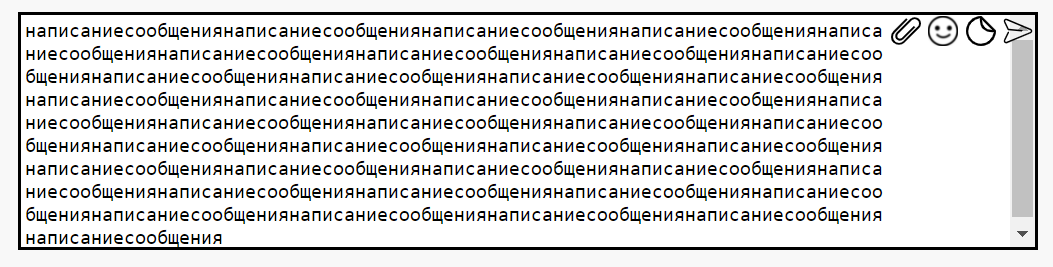 написаниесообщениянаписаниесообщениянаписаниесообщениянаписаниесообщениянаписа
ниесообщениянаписаниесообщениянаписаниесообщениянаписаниесообщениянаписаниесоо
бщениянаписаниесообщениянаписаниесообщениянаписаниесообщениянаписаниесообщения
написаниесообщениянаписаниесообщениянаписаниесообщениянаписаниесообщениянаписа
ниесообщениянаписаниесообщениянаписаниесообщениянаписаниесообщениянаписаниесоо
бщениянаписаниесообщениянаписаниесообщениянаписаниесообщениянаписаниесообщения
написаниесообщениянаписаниесообщениянаписаниесообщениянаписаниесообщениянаписа
ниесообщениянаписаниесообщениянаписаниесообщениянаписаниесообщениянаписаниесоо
бщениянаписаниесообщениянаписаниесообщениянаписаниесообщениянаписаниесообщения
написаниесообщения